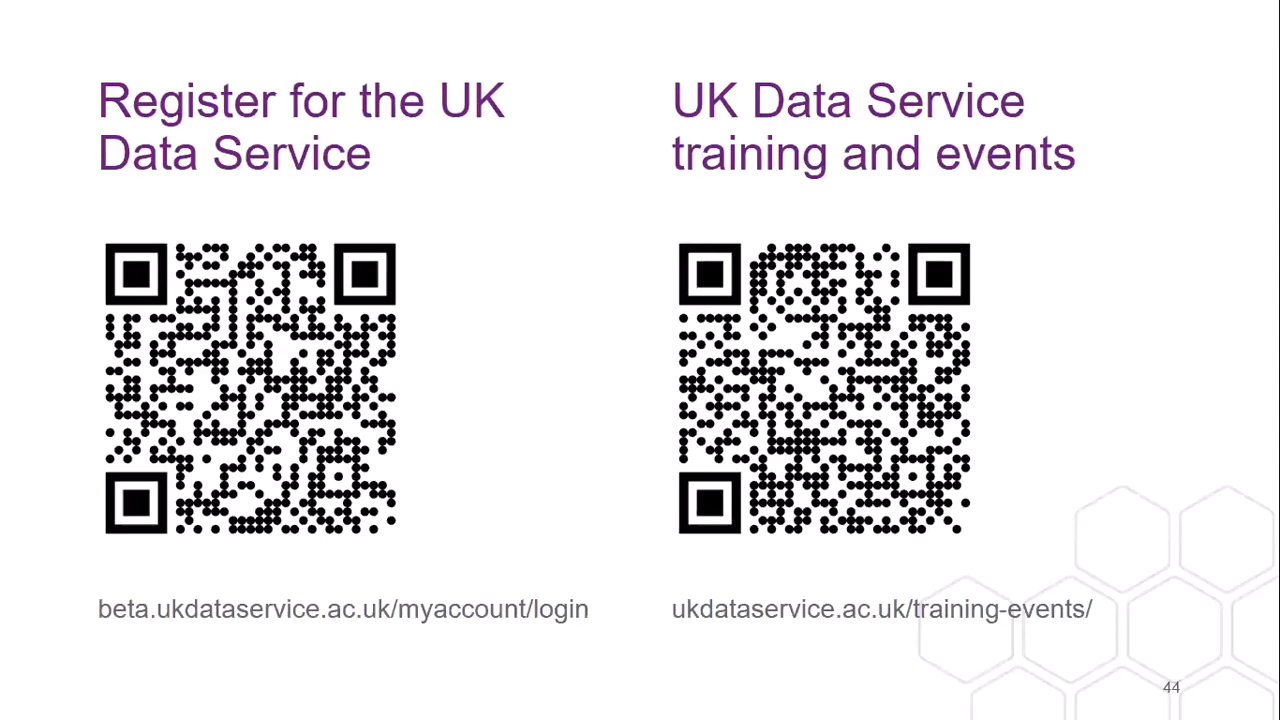 Register for the UK
Data Service
beta.ukdataservice.ac.uk/myaccount/login
UK Data Service
training and events
ukdataservice.ac.uk/training-events/
44